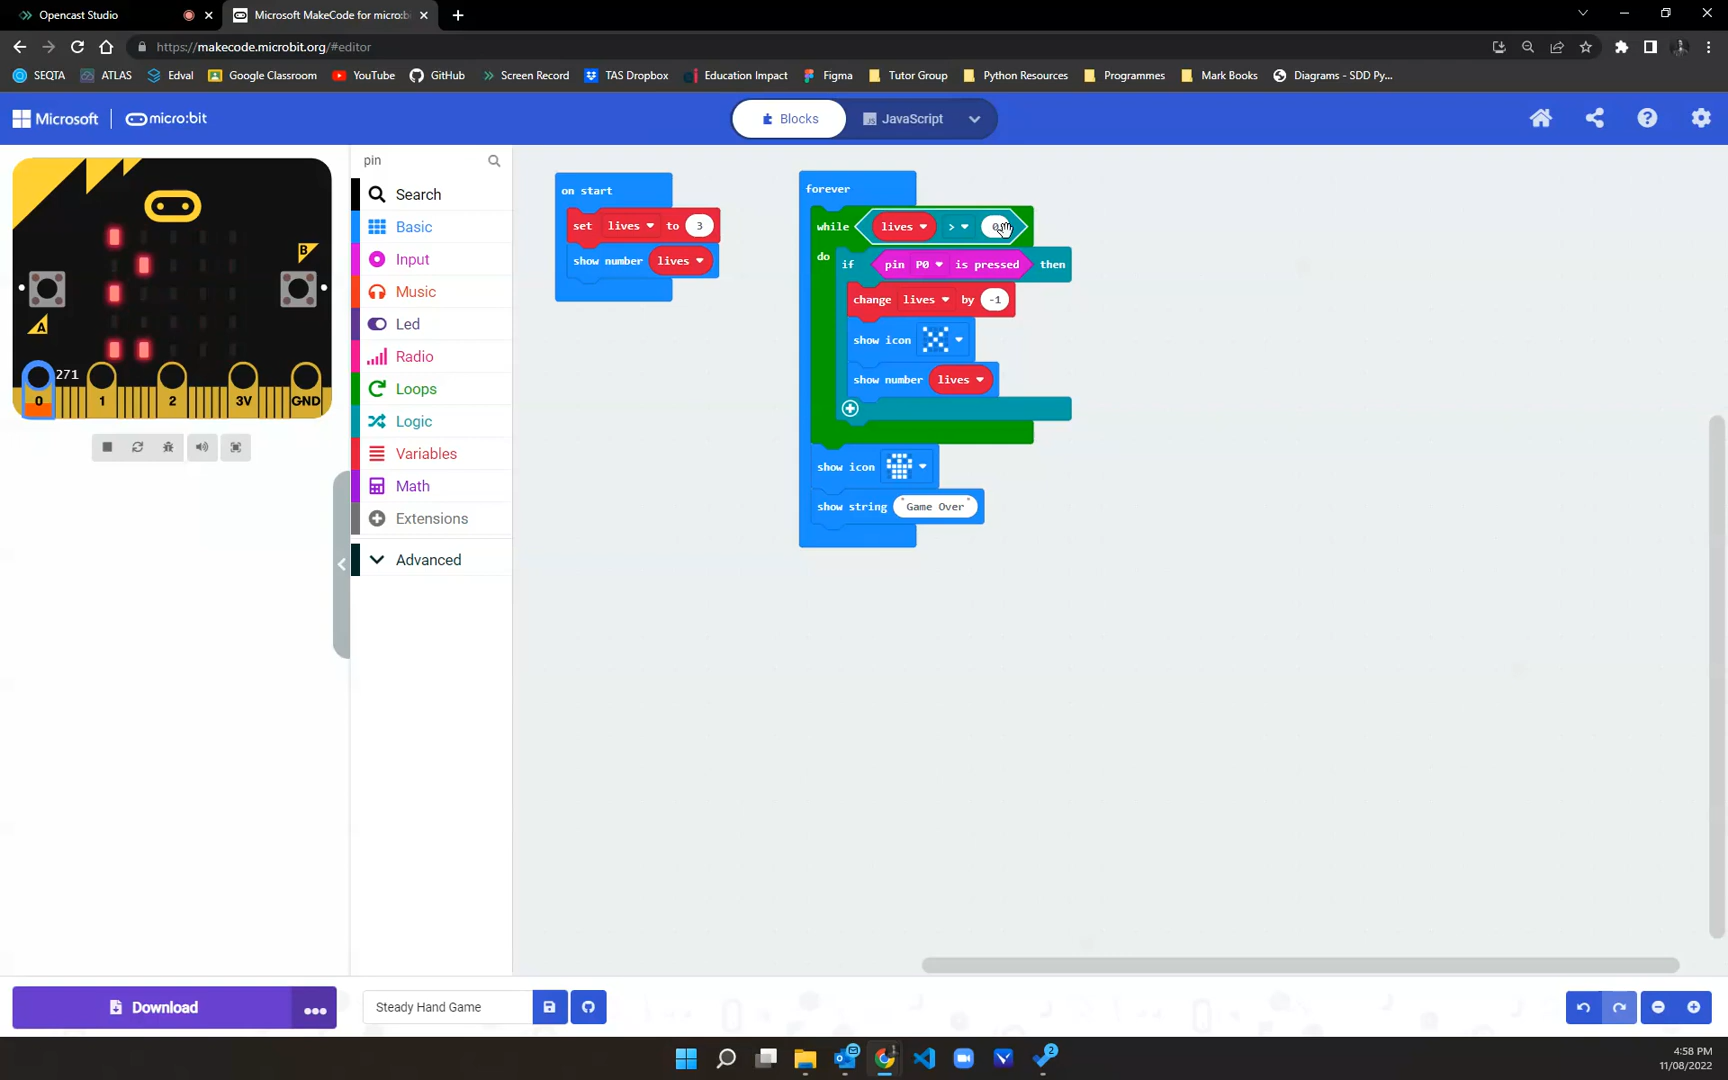 Opencast Studio
Microsoft MakeCode for micro:b
https://makecode.microbit.org/#editor
SEQTA
ATLAS
Edval
Google Classroom
YouTube
GitHub
Screen Record
TAS Dropbox
Education Impact
Figma
Tutor Group
Python Resources
Programmes
Mark Books
Diagrams - SDD Py...
Microsoft
micro:bit
Blocks
JavaScript
pin
Search
Basic
Input
Music
Led
Radio
Loops
Logic
Variables
Math
Extensions
Advanced
A
B
271
0
1
2
3V
GND
on start
set lives to 3
show number lives
forever
while lives >
do
if pin P0 is pressed then
change lives by -1
show icon
show number lives
show icon
show string "Game Over"
Download
Steady Hand Game
2
4:58 PM
11/08/2022